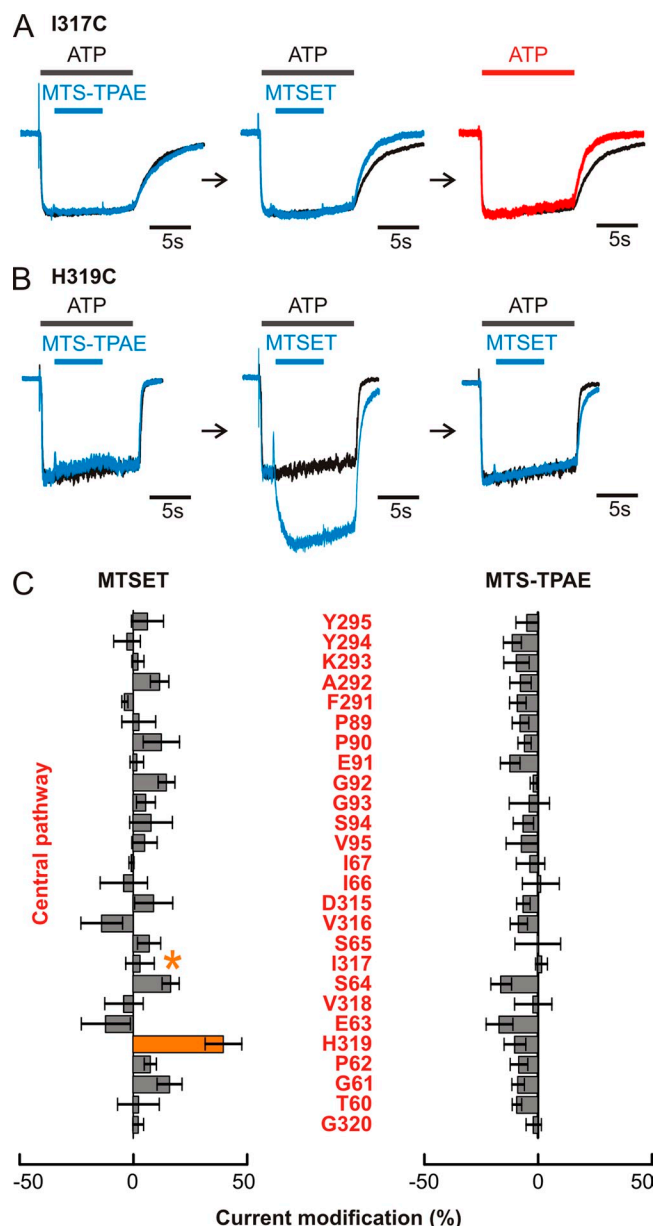 A I317C
ATP ATP ATP
MTS-TPAE MTSET
5s 5s 5s
B H319C
ATP ATP ATP
MTS-TPAE MTSET MTSET
5s 5s 5s
C MTSET MTS-TPAE
Central pathway
Y295
Y294
K293
A292
F291
P89
P90
E91
G92
G93
S94
V95
I67
I66
D315
V316
S65
I317
*
S64
V318
E63
H319
P62
G61
T60
G320
-50 0 50 -50 0 50
Current modification (%)